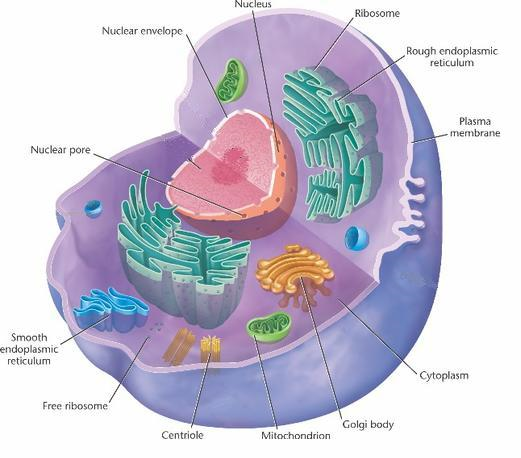 Nucleus
Ribosome
Nuclear envelope
Rough endoplasmic
reticulum
Plasma
membrane
Nuclear pore
Smooth
endoplasmic
reticulum
Cytoplasm
Free ribosome
Golgi body
Centriole
Mitochondrion